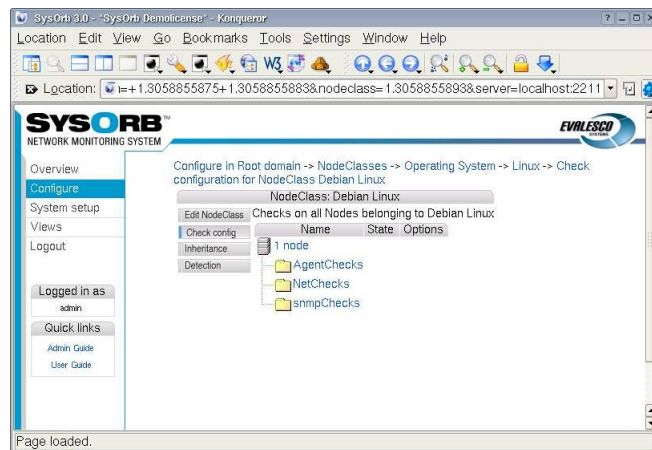 SysOrb 3.0 - "SysOrb Demolicense" - Konqueror
Location Edit View Go Bookmarks Tools Settings Window Help
Location: =+1.3058855875+1.3058855883&nodeclass=1.3058855893&server=localhost:2211
SYSORB™
NETWORK MONITORING SYSTEM
EVALESCO
SYSTEMS
Overview
Configure
System setup
Views
Logout
Logged in as
admin
Quick links
Admin Guide
User Guide
Configure in Root domain -> NodeClasses -> Operating System -> Linux -> Check
configuration for NodeClass Debian Linux
NodeClass: Debian Linux
Edit NodeClass
Check config
Inheritance
Detection
Checks on all Nodes belonging to Debian Linux
Name State Options
1 node
AgentChecks
NetChecks
snmpChecks
Page loaded.